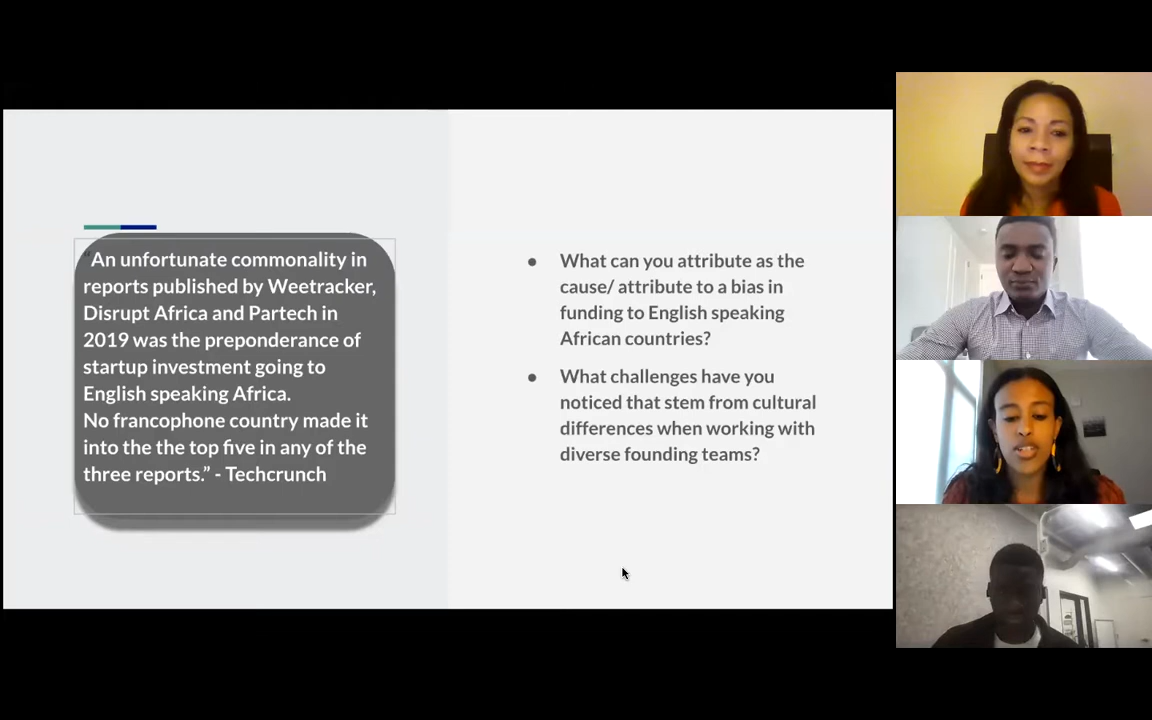 “ An unfortunate commonality in
reports published by Weetracker,
Disrupt Africa and Partech in
2019 was the preponderance of
startup investment going to
English speaking Africa.
No francophone country made it
into the the top five in any of the
three reports.” - Techcrunch
● What can you attribute as the
cause/ attribute to a bias in
funding to English speaking
African countries?
● What challenges have you
noticed that stem from cultural
differences when working with
diverse founding teams?